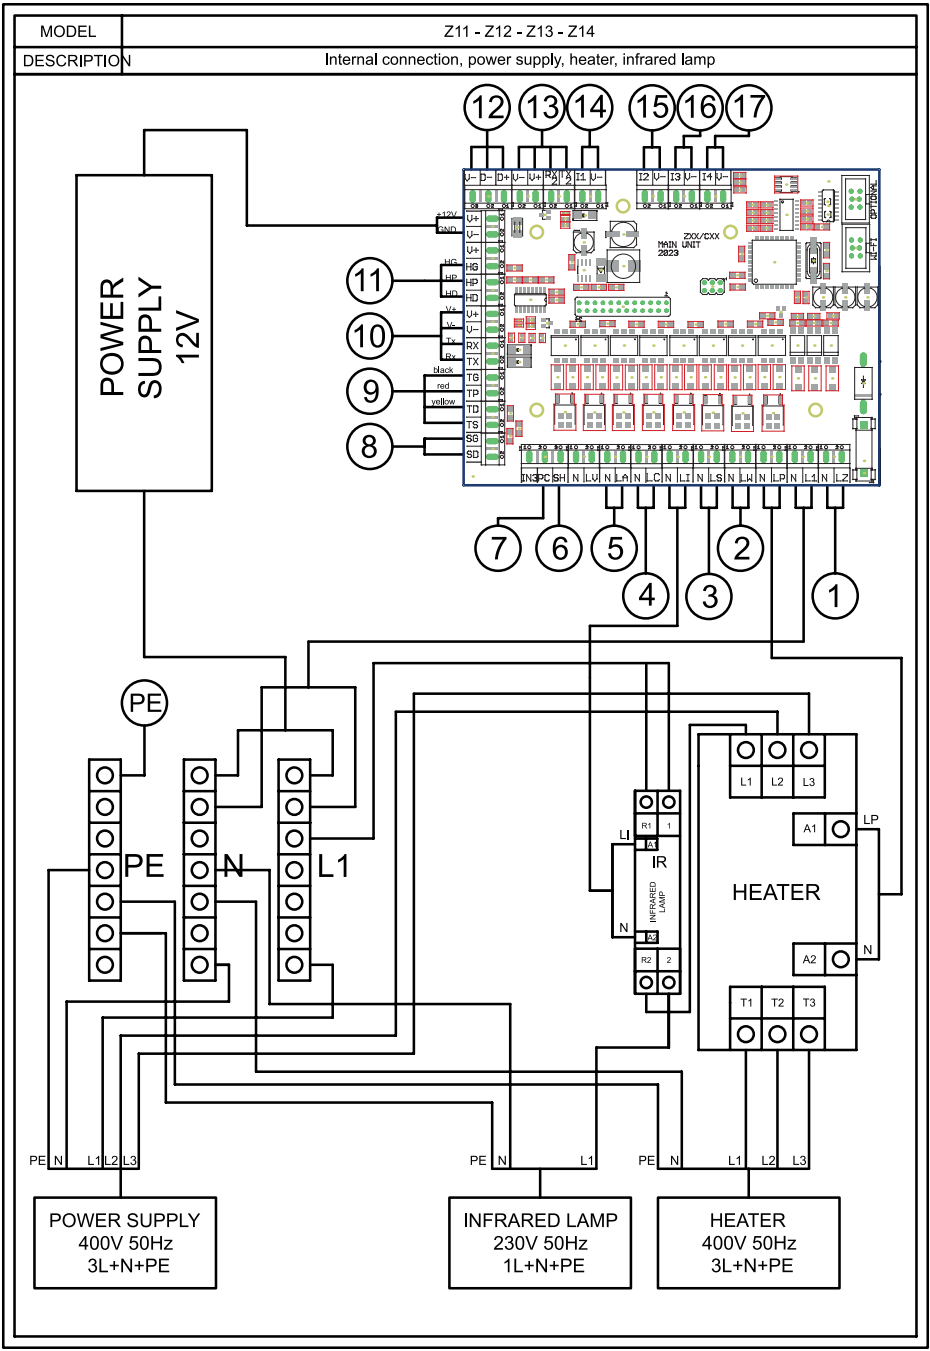 MODEL
Z11 - Z12 - Z13 - Z14
DESCRIPTION
Internal connection, power supply, heater, infrared lamp
12 13 14 15 16 17
V- D- D+ V- V+ RX2 TX2 I1 V- I2 V- I3 V- I4 V-
OPTIONAL
WI-FI
ZXX/CXX
MAIN UNIT
2023
POWER
SUPPLY
12V
+12V V+
GND V-
V+
HG HG
11 HP HP
HD HD
V+ V+
10 V- V-
Tx RX
Rx TX
black TG
9 red TP
yellow TD
TS
8 SG
SD
IN3 PC SH N LV N LA N LC N LI N LS N LW N LP N L1 N LZ
7 6 5 2
4 3 1
PE
PE N L1
L1 L2 L3
R1 1
LI A1
IR
INFRARED
LAMP
N A2
R2 2
A1 LP
HEATER
A2 N
T1 T2 T3
PE N L1 L2 L3
PE N L1
PE N L1 L2 L3
POWER SUPPLY
400V 50Hz
3L+N+PE
INFRARED LAMP
230V 50Hz
1L+N+PE
HEATER
400V 50Hz
3L+N+PE